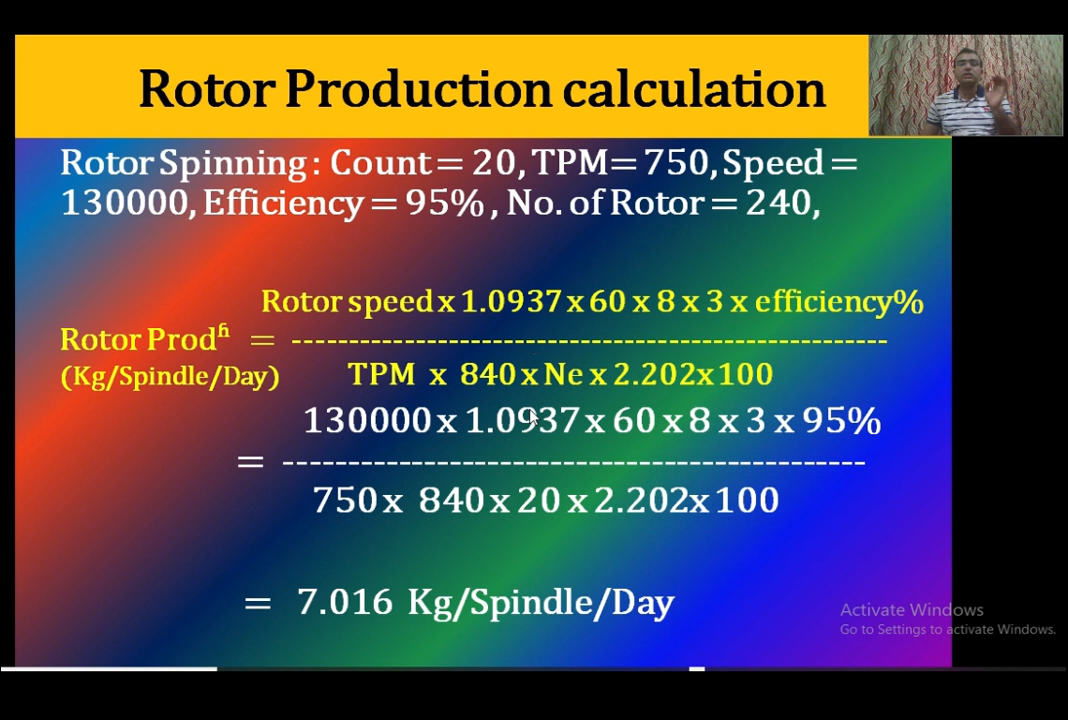 Rotor Production calculation
Rotor Spinning : Count = 20, TPM= 750, Speed =
130000, Efficiency = 95% , No. of Rotor = 240,
Rotor speed x 1.0937 x 60 x 8 x 3 x efficiency%
Rotor Prodⁿ = ------------------------------------------------------
(Kg/Spindle/Day) TPM x 840 x Ne x 2.202x100
130000 x 1.0937 x 60 x 8 x 3 x 95%
= ----------------------------------------------
750 x 840 x 20 x 2.202x 100
= 7.016 Kg/Spindle/Day
Activate Windows
Go to Settings to activate Windows.